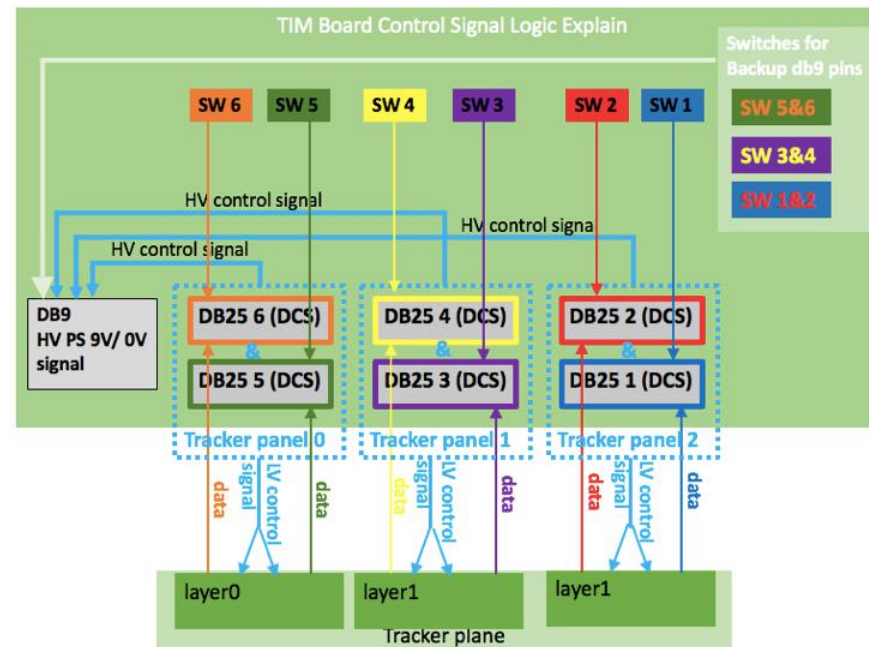 TIM Board Control Signal Logic Explain
Switches for
Backup db9 pins
SW 5&6
SW 3&4
SW 1&2
SW 6
SW 5
SW 4
SW 3
SW 2
SW 1
HV control signal
HV control signa
HV control signal
DB9
HV PS 9V/ 0V
signal
DB25 6 (DCS)
&
DB25 5 (DCS)
Tracker panel 0
DB25 4 (DCS)
&
DB25 3 (DCS)
Tracker panel 1
DB25 2 (DCS)
&
DB25 1 (DCS)
Tracker panel 2
data
LV control
signal
data
data
LV control
signal
data
data
LV control
signal
data
layer0
layer1
layer1
Tracker plane